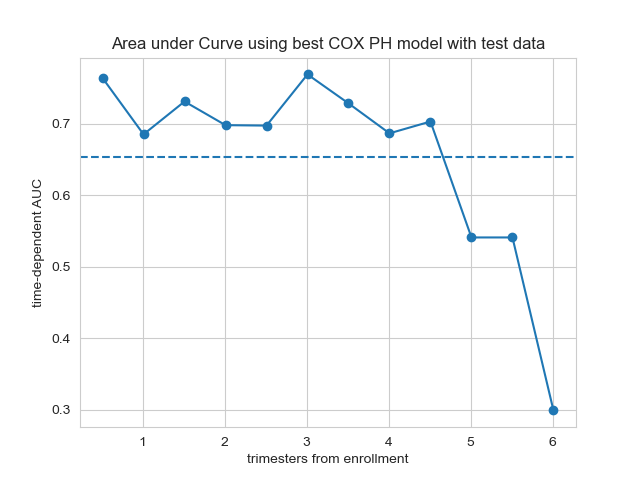 Area under Curve using best COX PH model with test data
time-dependent AUC
0.7
0.6
0.5
0.4
0.3
1 2 3 4 5 6
trimesters from enrollment